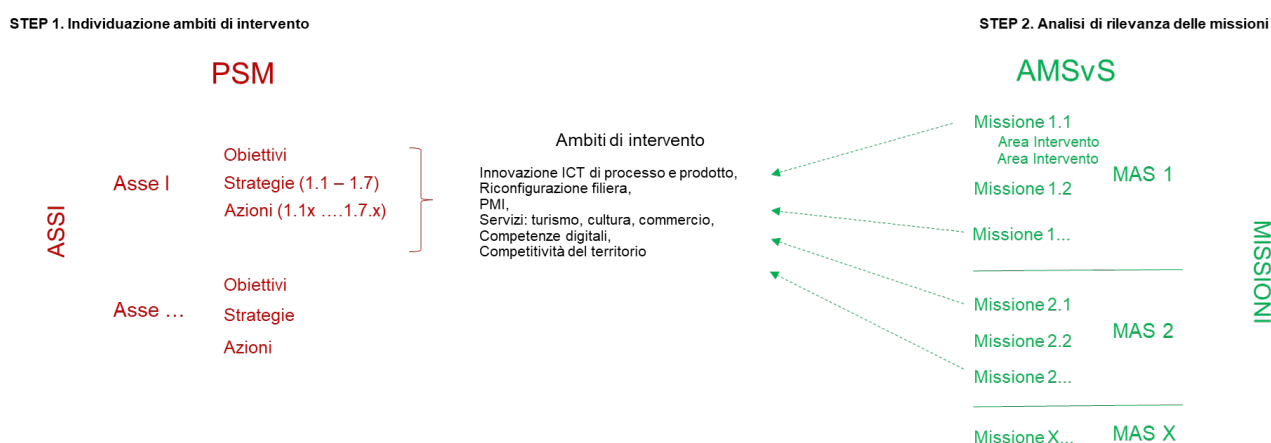 STEP 1. Individuazione ambiti di intervento
STEP 2. Analisi di rilevanza delle missioni
PSM
AMSvS
ASSI
Asse I
Obiettivi
Strategie (1.1 – 1.7)
Azioni (1.1x ….1.7.x)
Asse …
Obiettivi
Strategie
Azioni
Ambiti di intervento
Innovazione ICT di processo e prodotto,
Riconfigurazione filiera,
PMI,
Servizi: turismo, cultura, commercio,
Competenze digitali,
Competitività del territorio
Missione 1.1
Area Intervento
Area Intervento
Missione 1.2
Missione 1...
MAS 1
Missione 2.1
Missione 2.2
Missione 2...
MAS 2
Missione X...
MAS X
MISSIONI